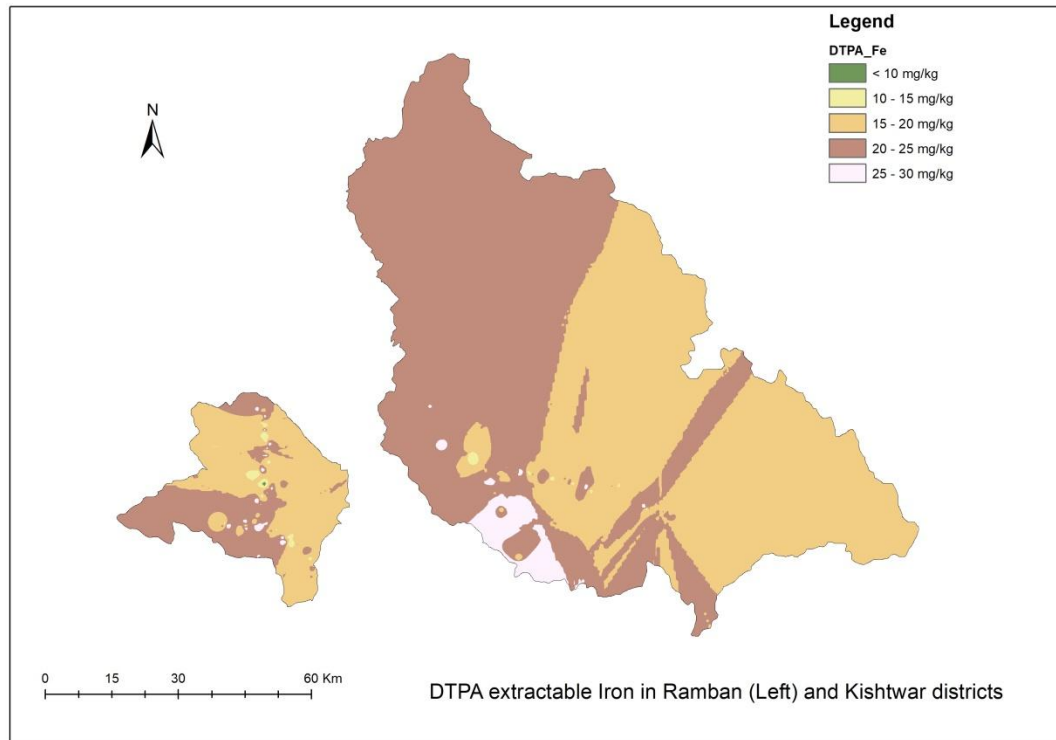 Legend
DTPA_Fe
< 10 mg/kg
10 - 15 mg/kg
15 - 20 mg/kg
20 - 25 mg/kg
25 - 30 mg/kg
N
0 15 30 60 Km
DTPA extractable Iron in Ramban (Left) and Kishtwar districts